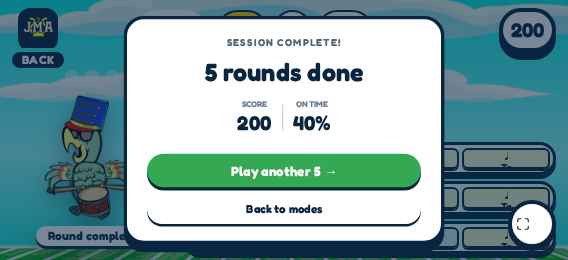 JMA
BACK
200
SESSION COMPLETE!
5 rounds done
SCORE
ON TIME
200
40%
Play another 5 →
Back to modes
Round comple